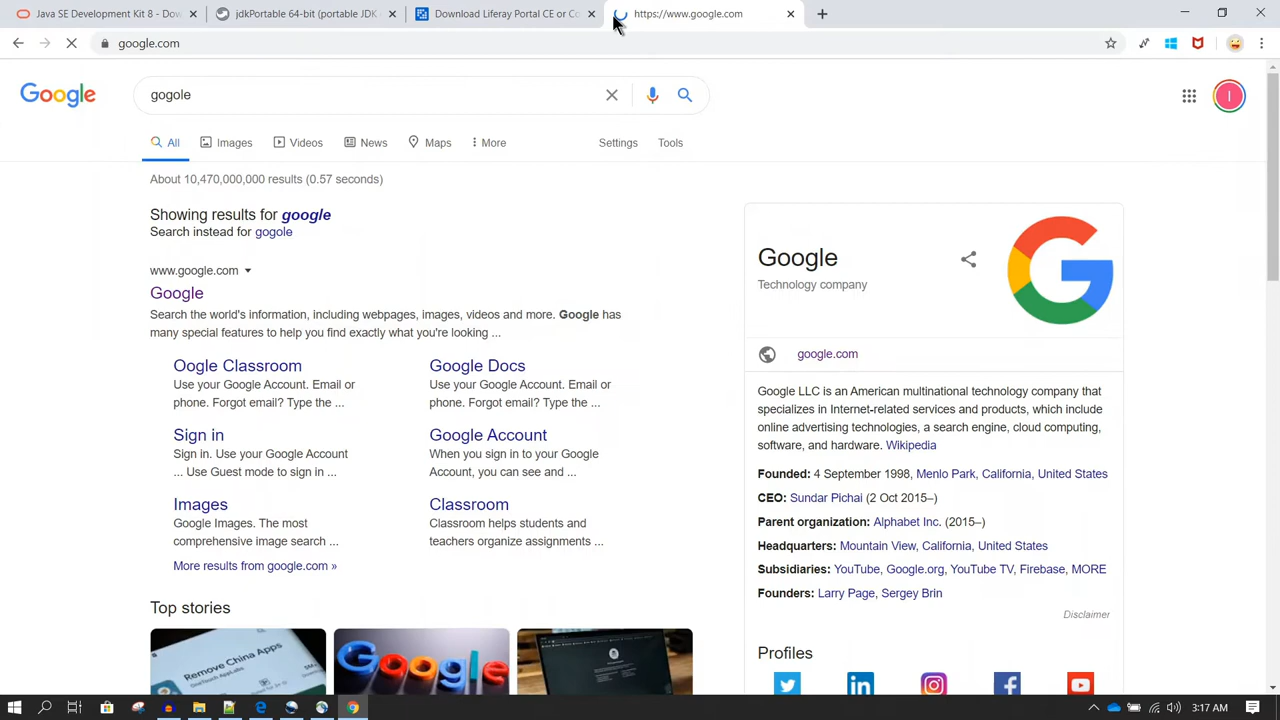 Java SE Development Kit 8 - Dow
jdkPortable 64-bit (portable JDK
Download Liferay Portal CE or Co
https://www.google.com
google.com
Google
gogole
I
All
Images
Videos
News
Maps
More
Settings
Tools
About 10,470,000,000 results (0.57 seconds)
Showing results for google
Search instead for gogole
www.google.com
Google
Search the world's information, including webpages, images, videos and more. Google has
many special features to help you find exactly what you're looking ...
Oogle Classroom
Use your Google Account. Email or
phone. Forgot email? Type the ...
Google Docs
Use your Google Account. Email or
phone. Forgot email? Type the ...
Sign in
Sign in. Use your Google Account
... Use Guest mode to sign in ...
Google Account
When you sign in to your Google
Account, you can see and ...
Images
Google Images. The most
comprehensive image search ...
Classroom
Classroom helps students and
teachers organize assignments ...
More results from google.com »
Top stories
Remove China Apps
Google
Google
Technology company
google.com
Google LLC is an American multinational technology company that
specializes in Internet-related services and products, which include
online advertising technologies, a search engine, cloud computing,
software, and hardware. Wikipedia
Founded: 4 September 1998, Menlo Park, California, United States
CEO: Sundar Pichai (2 Oct 2015–)
Parent organization: Alphabet Inc. (2015–)
Headquarters: Mountain View, California, United States
Subsidiaries: YouTube, Google.org, YouTube TV, Firebase, MORE
Founders: Larry Page, Sergey Brin
Disclaimer
Profiles
3:17 AM